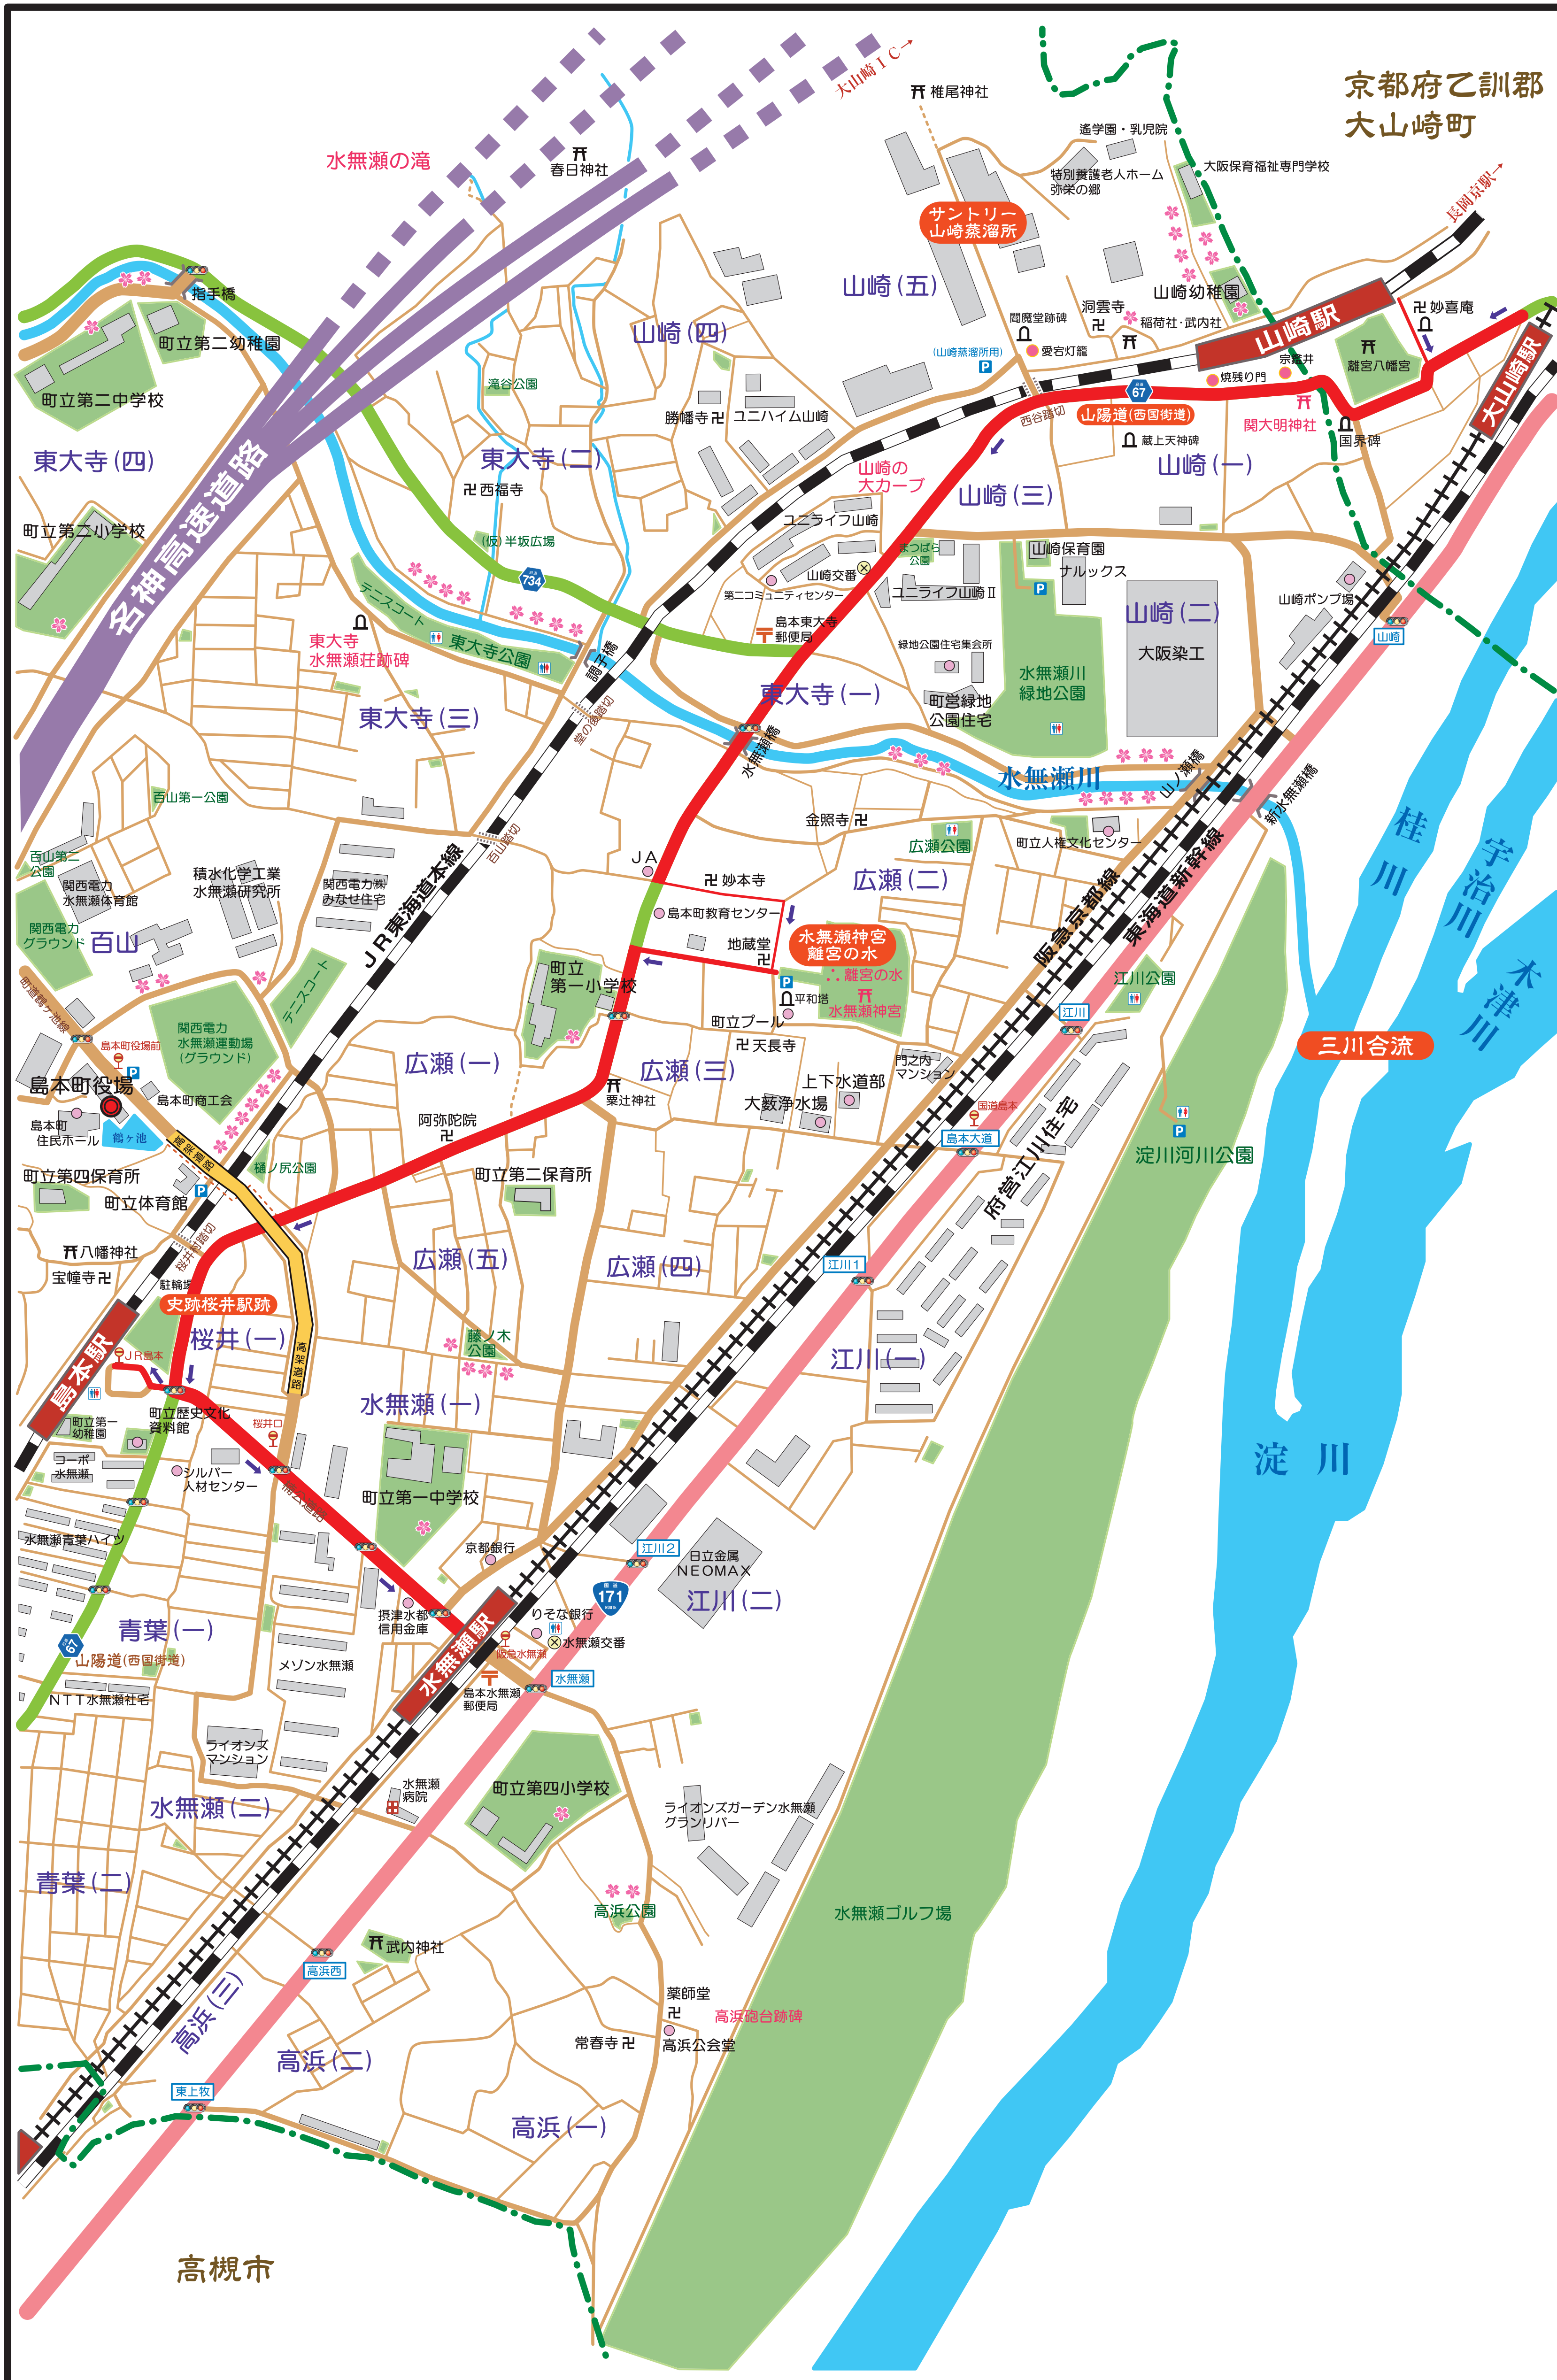 京都府乙訓郡
大山崎町
大山崎ＩＣ→
椎尾神社
水無瀬の滝
春日神社
遙学園・乳児院
大阪保育福祉専門学校
特別養護老人ホーム
弥栄の郷
長岡京駅→
サントリー
山崎蒸溜所
指手橋
山崎(五)
山崎幼稚園
山崎駅
妙喜庵
閻魔堂跡碑
洞雲寺
稲荷社・武内社
山崎(四)
町立第二幼稚園
(山崎蒸溜所用)
P
愛宕灯籠
宗鑑井
離宮八幡宮
大山崎駅
焼残り門
町立第二中学校
滝谷公園
67
山陽道(西国街道)
西谷踏切
関大明神社
国界碑
勝幡寺
ユニハイム山崎
蔵上天神碑
東大寺(四)
東大寺(二)
山崎の
大カーブ
山崎(一)
山崎(三)
西福寺
名神高速道路
町立第二小学校
ユニライフ山崎
(仮)半坂広場
まつばら
公園
山崎保育園
ナルックス
734
山崎交番
第二コミュニティセンター
ユニライフ山崎Ⅱ
P
山崎(二)
山崎ポンプ場
テニスコート
島本東大寺
郵便局
山崎
東大寺
水無瀬荘跡碑
東大寺公園
調子橋
緑地公園住宅集会所
大阪染工
水無瀬川
緑地公園
東大寺(一)
町営緑地
公園住宅
東大寺(三)
堂の後踏切
水無瀬橋
水無瀬川
山ノ瀬橋
新水無瀬橋
百山第一公園
桂川
宇治川
木津川
金照寺
広瀬公園
町立人権文化センター
百山踏切
ＪＡ
百山第二
公園
関西電力
水無瀬体育館
積水化学工業
水無瀬研究所
関西電力㈱
みなせ住宅
ＪＲ東海道本線
妙本寺
広瀬(二)
阪急京都線
東海道新幹線
島本町教育センター
関西電力
グラウンド
百山
地蔵堂
水無瀬神宮
離宮の水
∴離宮の水
水無瀬神宮
町立
第一小学校
P
平和塔
江川公園
町道鶴ヶ池線
テニスコート
江川
町立プール
天長寺
三川合流
関西電力
水無瀬運動場
(グラウンド)
島本町役場前
P
島本町役場
島本町商工会
広瀬(一)
広瀬(三)
門之内
マンション
上下水道部
大薮浄水場
粟辻神社
島本町
住民ホール
鶴ヶ池
阿弥陀院
国道島本
島本大道
P
淀川河川公園
高架道路
樋ノ尻公園
町立第四保育所
町立第二保育所
町立体育館
P
府営江川住宅
桜井村踏切
八幡神社
宝憧寺
広瀬(五)
広瀬(四)
江川１
駐輪場
史跡桜井駅跡
桜井(一)
島本駅
ＪＲ島本
藤ノ木
公園
高架道路
江川(一)
水無瀬(一)
町立歴史文化
資料館
桜井口
町立第一
幼稚園
コーポ
水無瀬
シルバー
人材センター
淀川
町立第一中学校
水無瀬青葉ハイツ
京都銀行
江川２
日立金属
ＮＥＯＭＡＸ
国道
171
ROUTE
江川(二)
摂津水都
信用金庫
りそな銀行
水無瀬交番
青葉(一)
67
山陽道(西国街道)
水無瀬駅
阪急水無瀬
メゾン水無瀬
水無瀬
島本水無瀬
郵便局
ＮＴＴ水無瀬社宅
ライオンズ
マンション
水無瀬
病院
町立第四小学校
水無瀬(二)
ライオンズガーデン水無瀬
グランリバー
青葉(二)
高浜公園
水無瀬ゴルフ場
武内神社
高浜西
高浜(三)
薬師堂
高浜砲台跡碑
常春寺
高浜公会堂
高浜(二)
東上牧
高浜(一)
高槻市